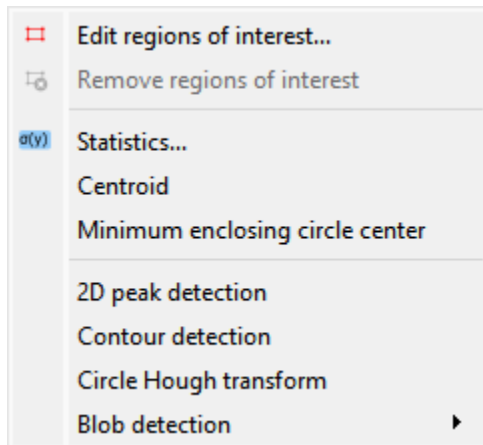 Edit regions of interest...
Remove regions of interest
σ(y) Statistics...
Centroid
Minimum enclosing circle center
2D peak detection
Contour detection
Circle Hough transform
Blob detection